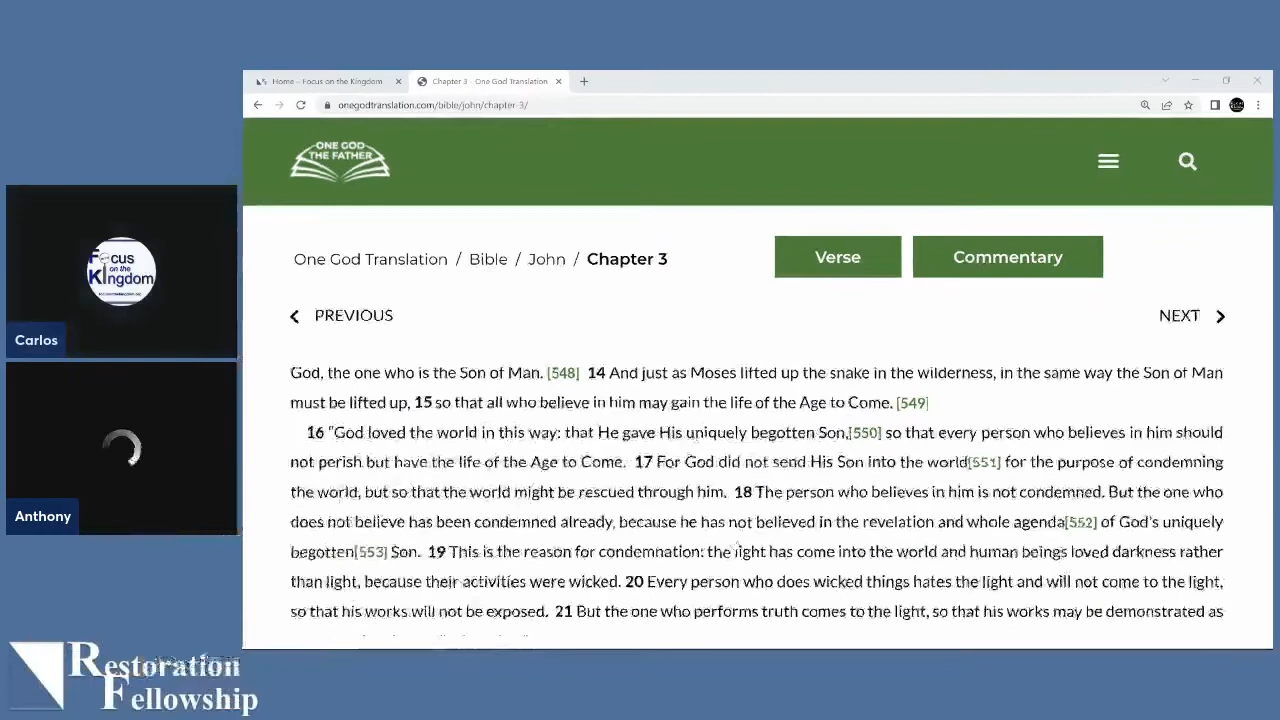 Home - Focus on the Kingdom
Chapter 3 - One God Translation
onegodtranslation.com/bible/john/chapter-3/
ONE GOD
THE FATHER
One God Translation / Bible / John / Chapter 3
Verse
Commentary
PREVIOUS
NEXT
God, the one who is the Son of Man. [548] 14 And just as Moses lifted up the snake in the wilderness, in the same way the Son of Man
must be lifted up, 15 so that all who believe in him may gain the life of the Age to Come. [549]
16 "God loved the world in this way: that He gave His uniquely begotten Son,[550] so that every person who believes in him should
not perish but have the life of the Age to Come. 17 For God did not send His Son into the world[551] for the purpose of condemning
the world, but so that the world might be rescued through him. 18 The person who believes in him is not condemned. But the one who
does not believe has been condemned already, because he has not believed in the revelation and whole agenda[552] of God's uniquely
begotten[553] Son. 19 This is the reason for condemnation: the light has come into the world and human beings loved darkness rather
than light, because their activities were wicked. 20 Every person who does wicked things hates the light and will not come to the light,
so that his works will not be exposed. 21 But the one who performs truth comes to the light, so that his works may be demonstrated as
Focus
on the
Kingdom
Carlos
Anthony
Restoration
Fellowship